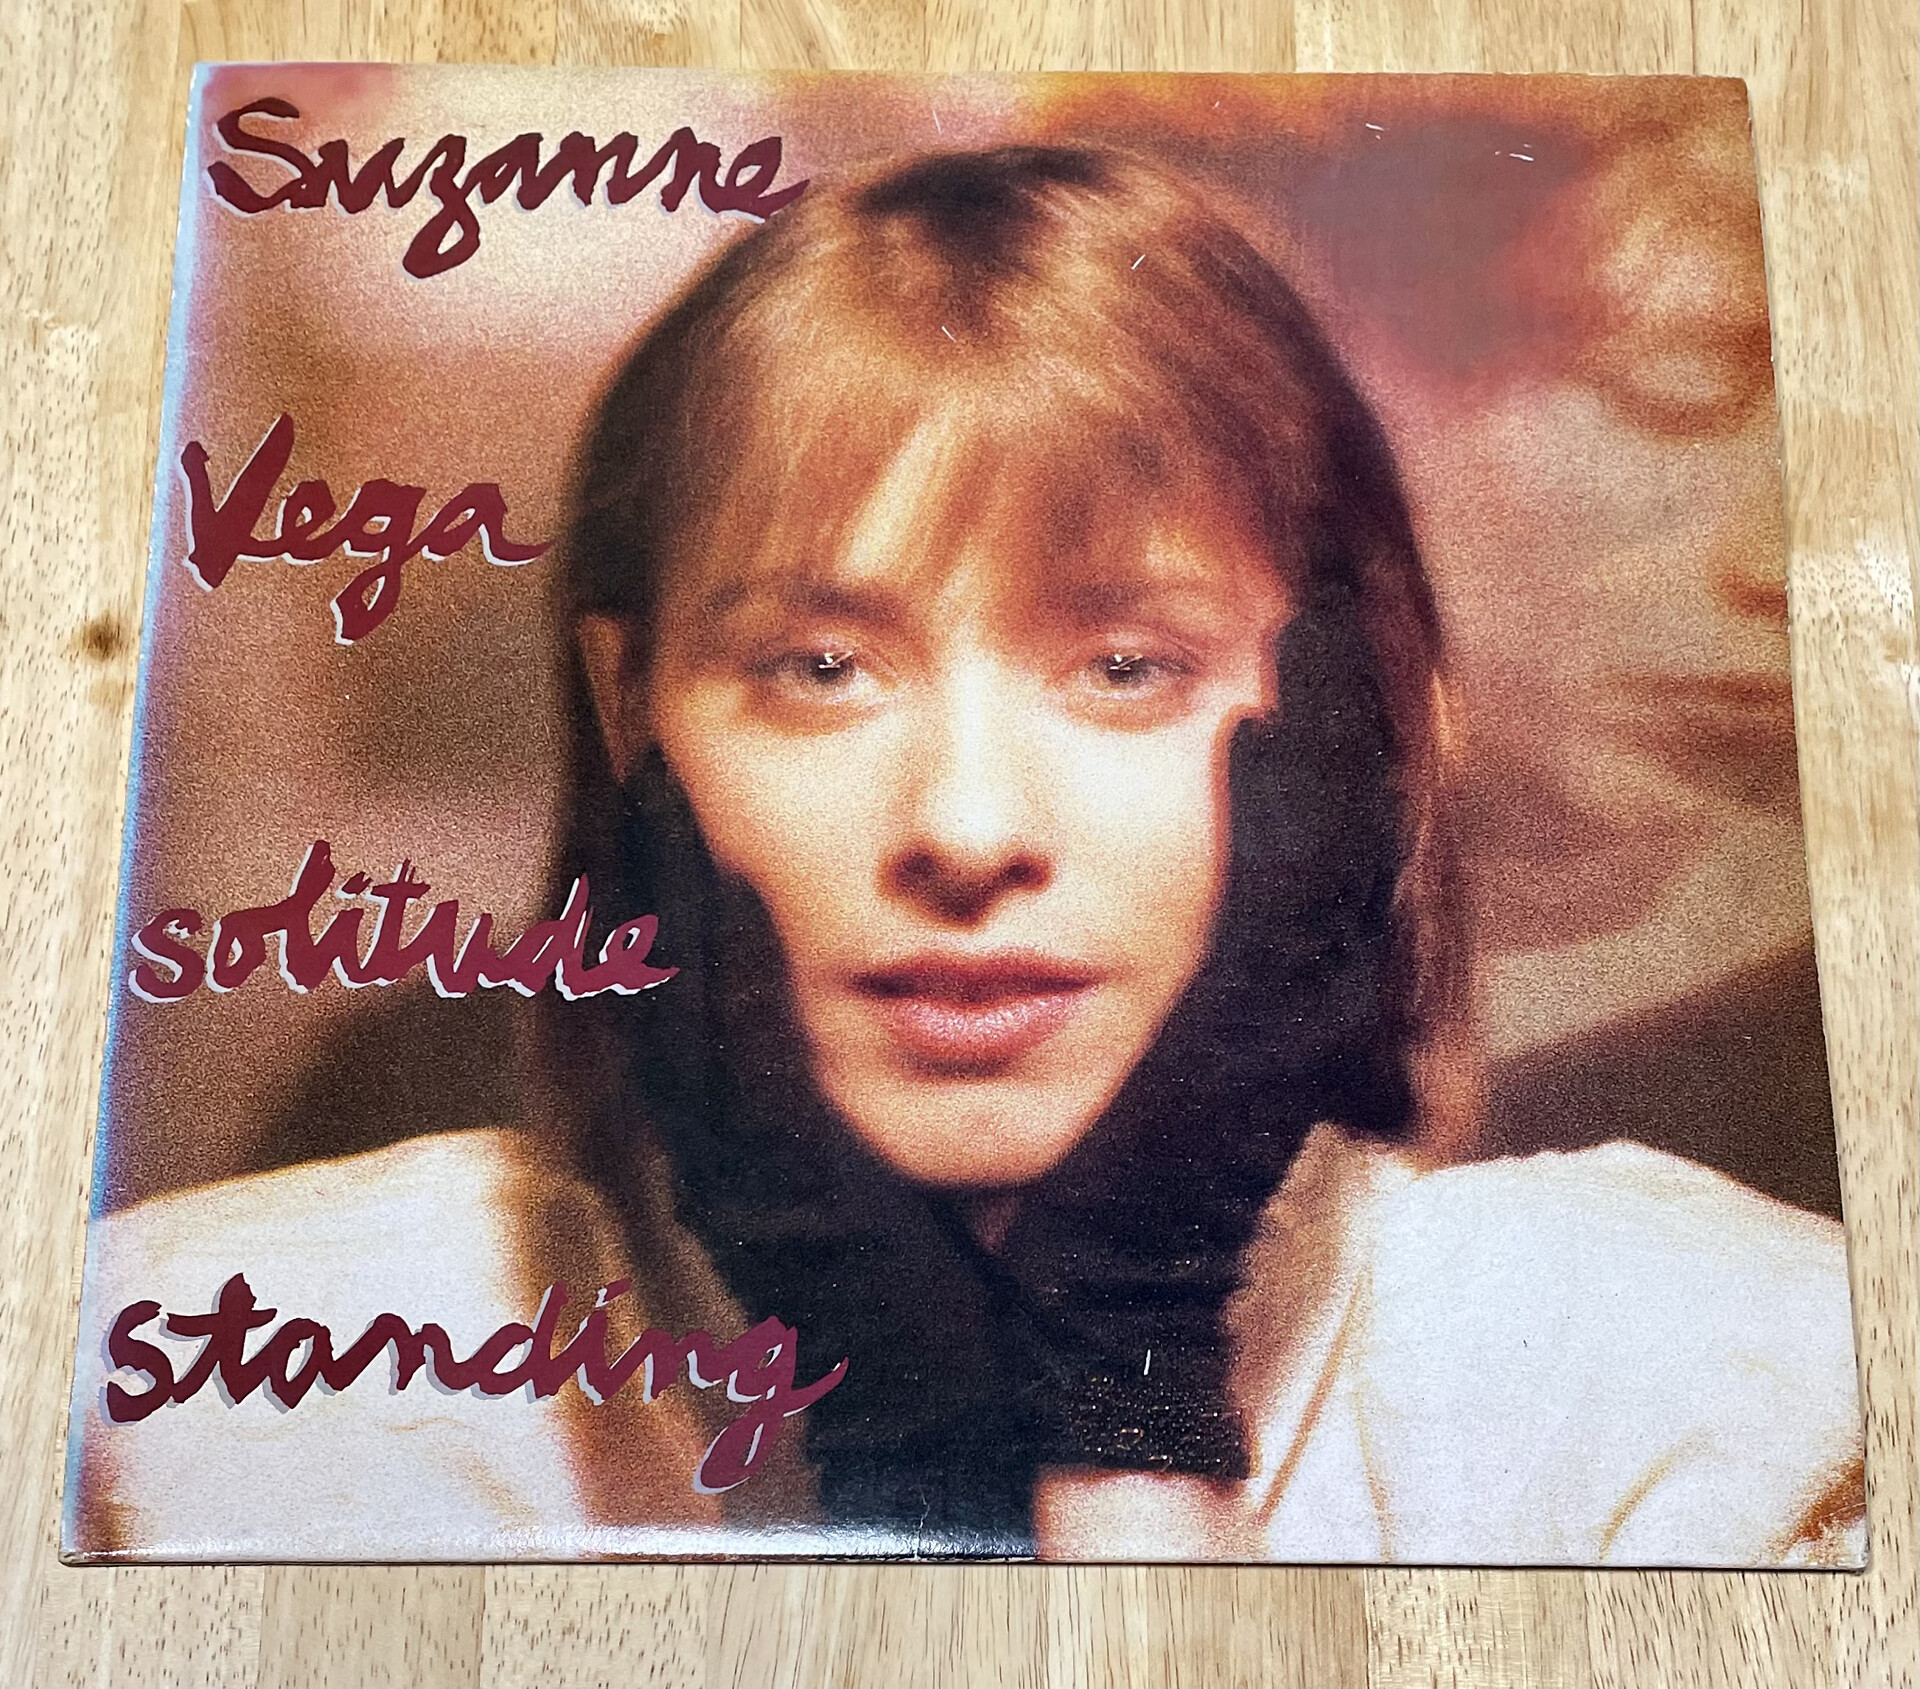 Suzanne
Vega
solitude
standing